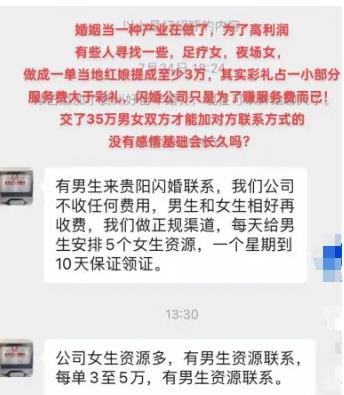 婚姻当一种产业在做了，为了高利润
有些人寻找一些，足疗女，夜场女，
做成一单当地红娘提成至少3万，其实彩礼占一小部分
服务费大于彩礼，闪婚公司只是为了赚服务费而已！
交了35万男女双方才能加对方联系方式的
没有感情基础会长久吗？
有男生来贵阳闪婚联系，我们公司
不收任何费用，男生和女生相好再
收费，我们做正规渠道，每天给男
生安排5个女生资源，一个星期到
10天保证领证。
13:30
公司女生资源多，有男生资源联系，
每单3至5万，有男生资源联系。